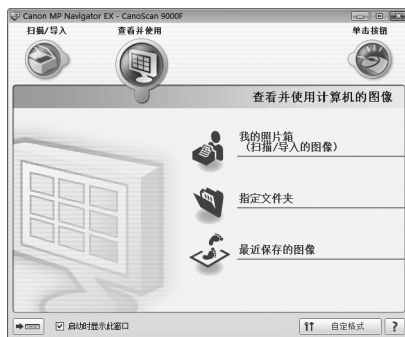 Canon MP Navigator EX - CanoScan 9000F
扫描/导入 查看并使用 单击按钮
查看并使用计算机的图像
我的照片箱
(扫描/导入的图像)
指定文件夹
最近保存的图像
启动时显示此窗口 自定格式 ?